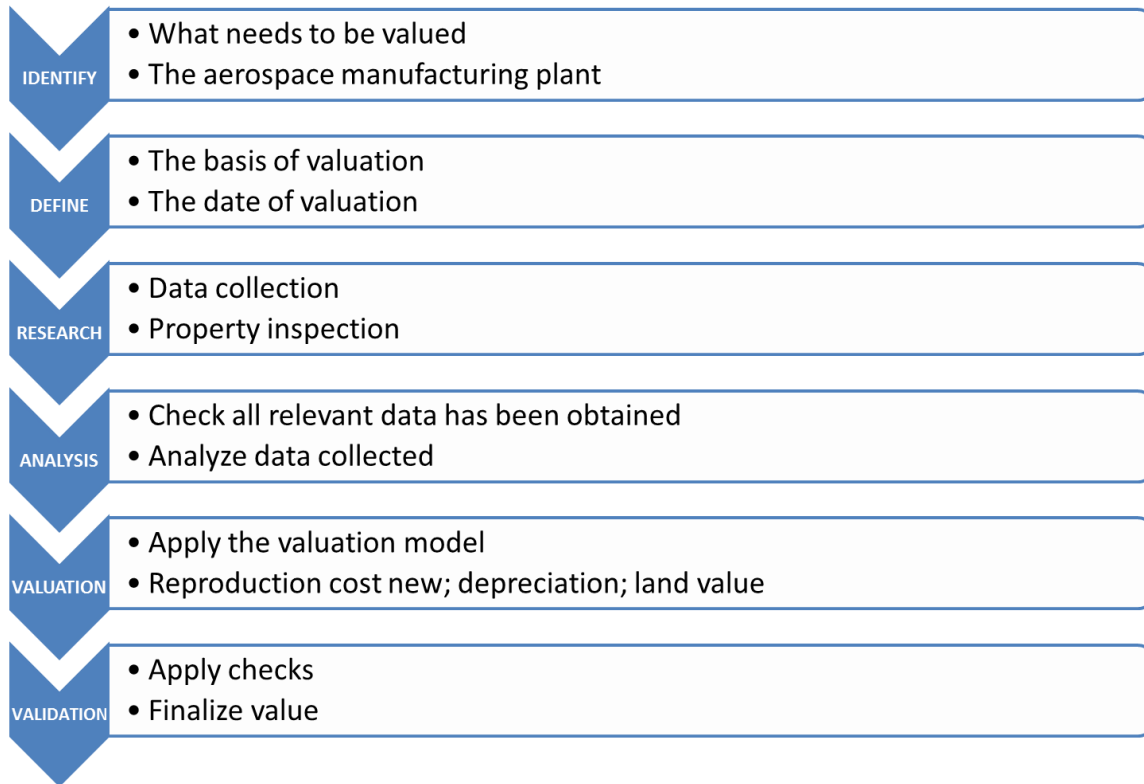 IDENTIFY
• What needs to be valued
• The aerospace manufacturing plant
DEFINE
• The basis of valuation
• The date of valuation
RESEARCH
• Data collection
• Property inspection
ANALYSIS
• Check all relevant data has been obtained
• Analyze data collected
VALUATION
• Apply the valuation model
• Reproduction cost new; depreciation; land value
VALIDATION
• Apply checks
• Finalize value